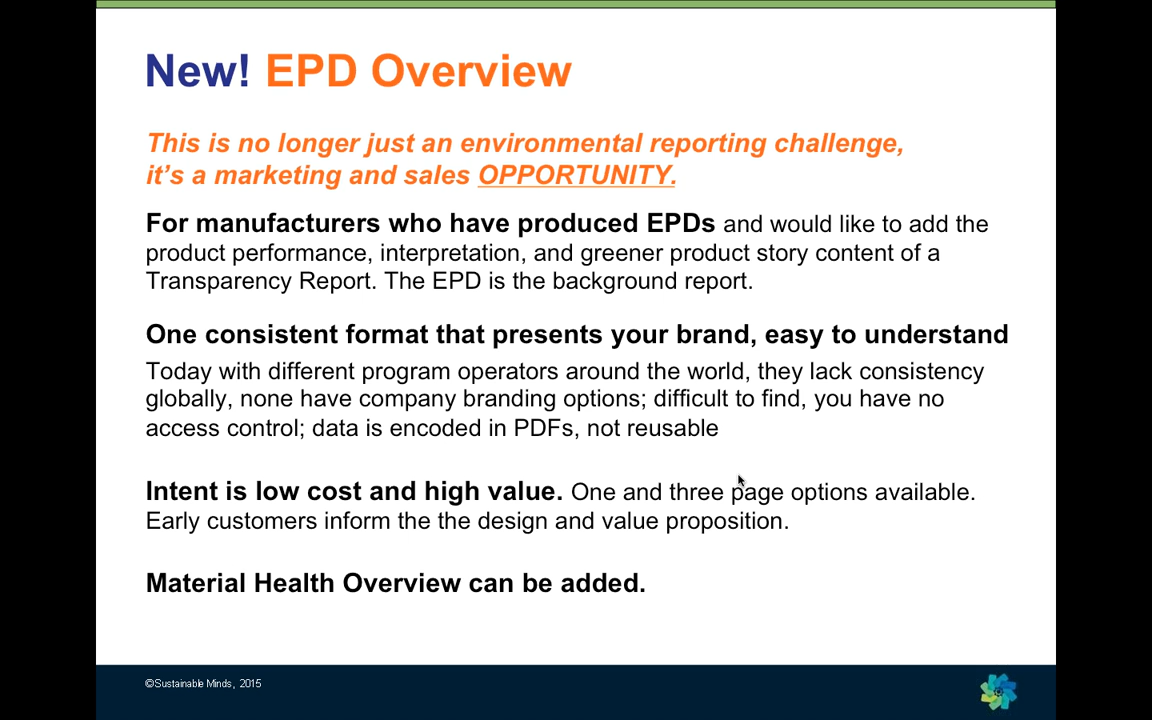 New! EPD Overview
This is no longer just an environmental reporting challenge,
it’s a marketing and sales OPPORTUNITY.
For manufacturers who have produced EPDs and would like to add the
product performance, interpretation, and greener product story content of a
Transparency Report. The EPD is the background report.
One consistent format that presents your brand, easy to understand
Today with different program operators around the world, they lack consistency
globally, none have company branding options; difficult to find, you have no
access control; data is encoded in PDFs, not reusable
Intent is low cost and high value. One and three page options available.
Early customers inform the the design and value proposition.
Material Health Overview can be added.
©Sustainable Minds, 2015